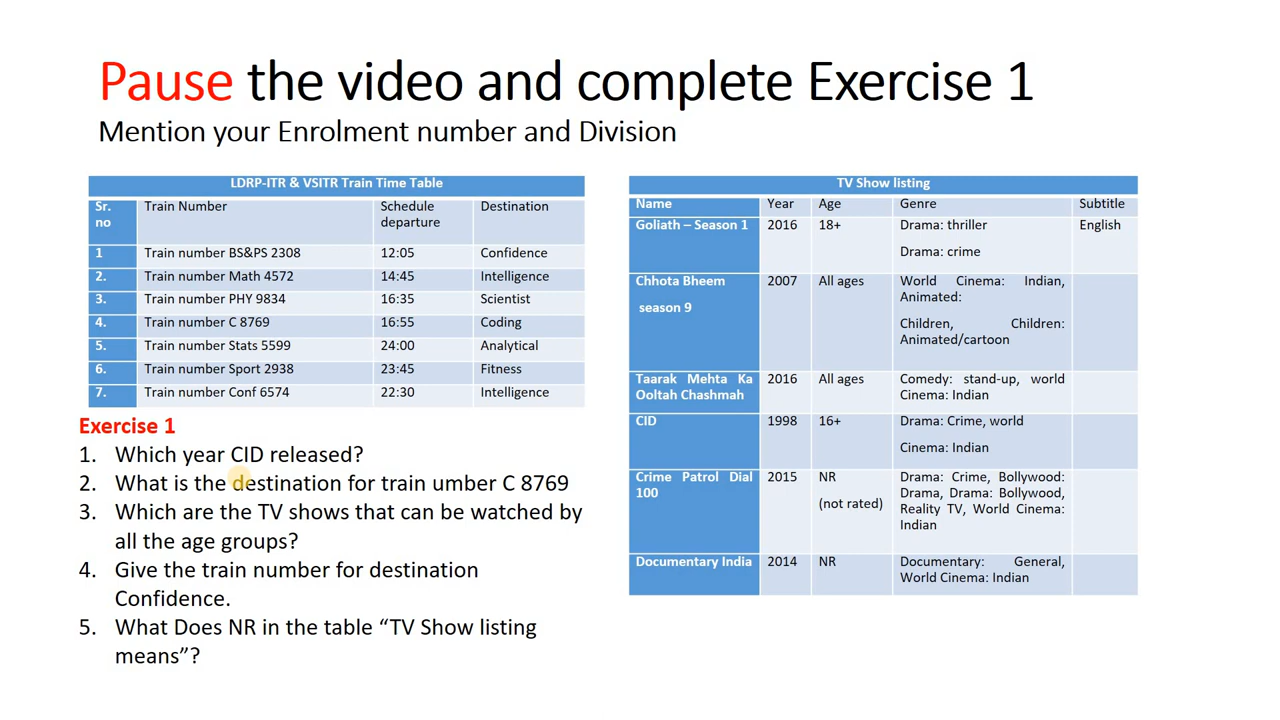 Pause the video and complete Exercise 1
Mention your Enrolment number and Division
LDRP-ITR & VSITR Train Time Table
Sr. no Train Number Schedule departure Destination
1 Train number BS&PS 2308 12:05 Confidence
2. Train number Math 4572 14:45 Intelligence
3. Train number PHY 9834 16:35 Scientist
4. Train number C 8769 16:55 Coding
5. Train number Stats 5599 24:00 Analytical
6. Train number Sport 2938 23:45 Fitness
7. Train number Conf 6574 22:30 Intelligence
Exercise 1
1. Which year CID released?
2. What is the destination for train umber C 8769
3. Which are the TV shows that can be watched by
all the age groups?
4. Give the train number for destination
Confidence.
5. What Does NR in the table “TV Show listing
means”?
TV Show listing
Name Year Age Genre Subtitle
Goliath – Season 1 2016 18+ Drama: thriller English
Drama: crime
Chhota Bheem 2007 All ages World Cinema: Indian,
season 9 Animated:
Children, Children:
Animated/cartoon
Taarak Mehta Ka 2016 All ages Comedy: stand-up, world
Ooltah Chashmah Cinema: Indian
CID 1998 16+ Drama: Crime, world
Cinema: Indian
Crime Patrol Dial 2015 NR Drama: Crime, Bollywood:
100 (not rated) Drama, Drama: Bollywood,
Reality TV, World Cinema:
Indian
Documentary India 2014 NR Documentary: General,
World Cinema: Indian